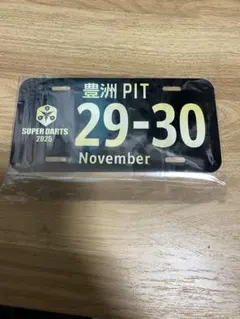 豊洲 PIT
SUPER DARTS
2025
29-30
November